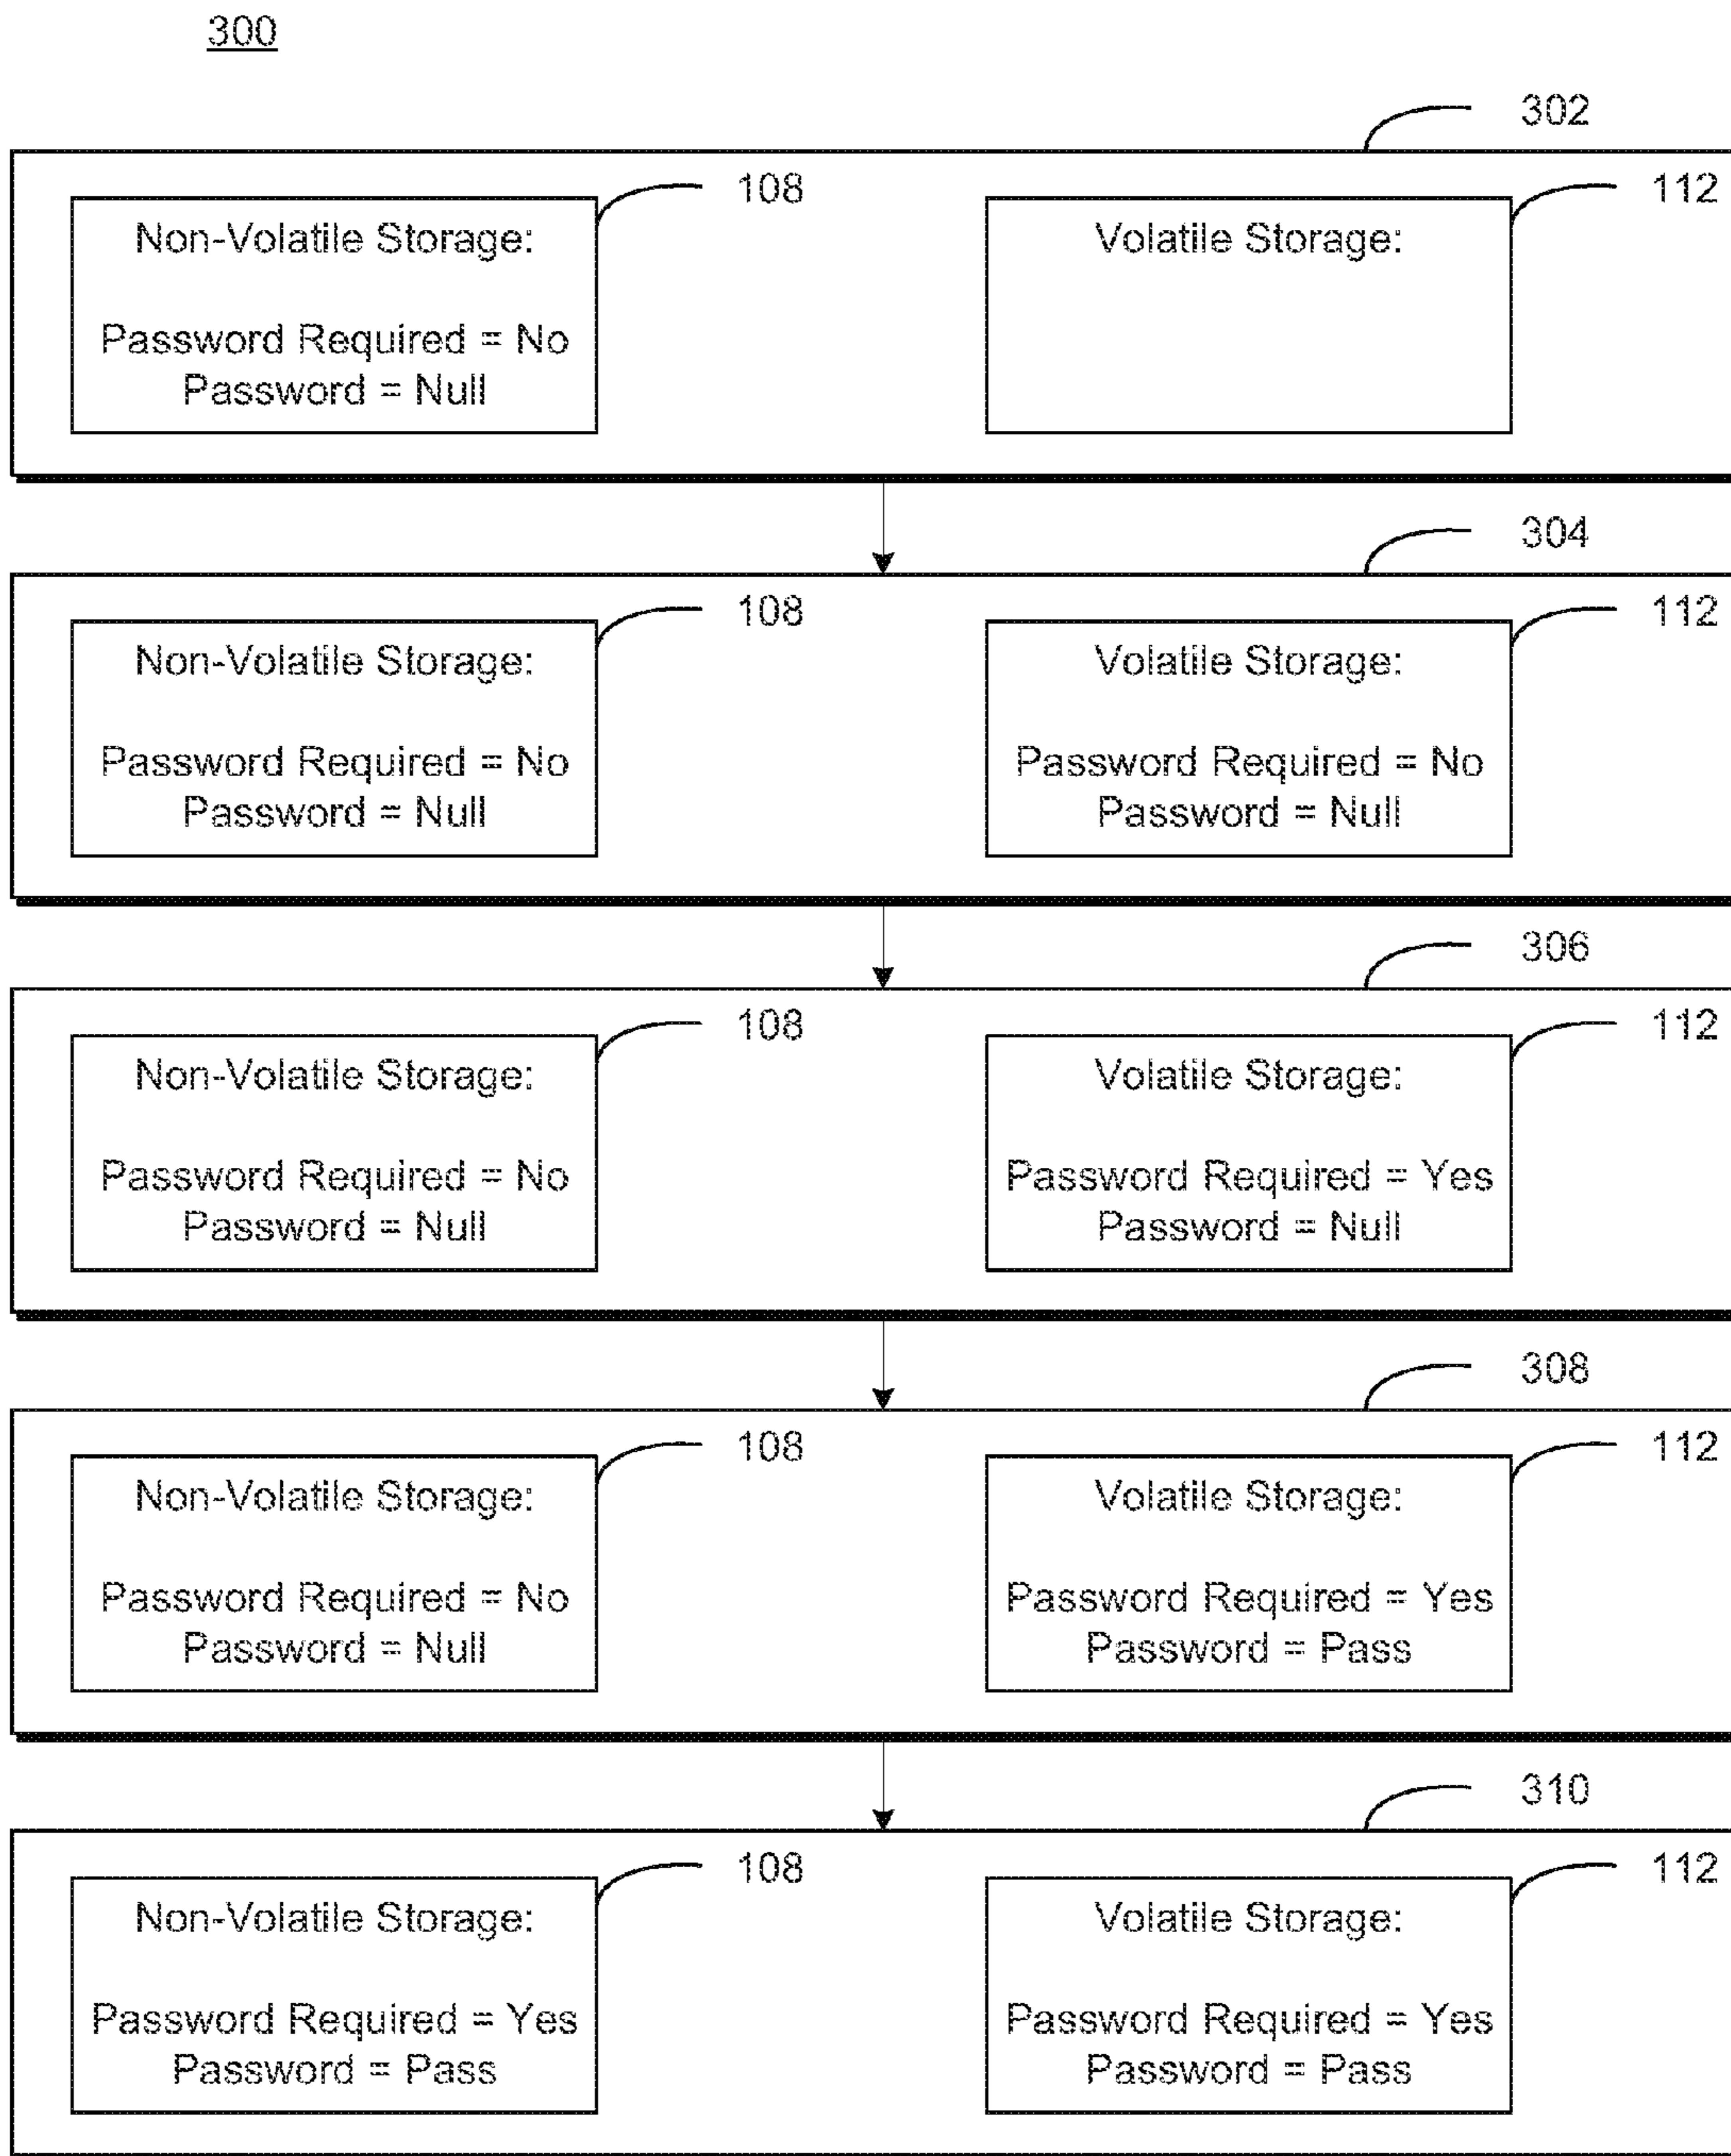 300
302
108
112
Non-Volatile Storage:
Password Required = No
Password = Null
Volatile Storage:
304
108
112
Non-Volatile Storage:
Password Required = No
Password = Null
Volatile Storage:
Password Required = No
Password = Null
306
108
112
Non-Volatile Storage:
Password Required = No
Password = Null
Volatile Storage:
Password Required = Yes
Password = Null
308
108
112
Non-Volatile Storage:
Password Required = No
Password = Null
Volatile Storage:
Password Required = Yes
Password = Pass
310
108
112
Non-Volatile Storage:
Password Required = Yes
Password = Pass
Volatile Storage:
Password Required = Yes
Password = Pass